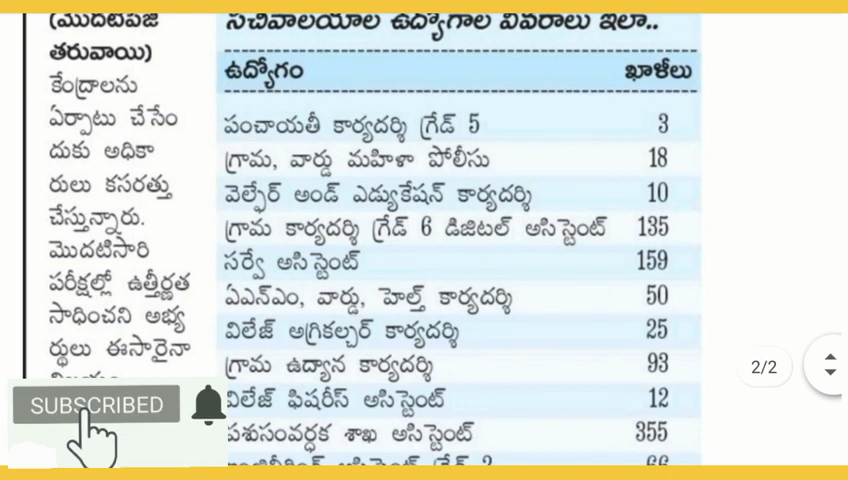 (మొదటిపేజీ
తరువాయి)
కేంద్రాలను
ఏర్పాటు చేసేం
దుకు అధికా
రులు కసరత్తు
చేస్తున్నారు.
మొదటిసారి
పరీక్షల్లో ఉత్తీర్ణత
సాధించని అభ్య
ర్థులు ఈసారైనా
సచివాలయాల ఉద్యోగాల వివరాలు ఇలా..
ఉద్యోగం ఖాళీలు
పంచాయతీ కార్యదర్శి గ్రేడ్ 5 3
గ్రామ, వార్డు మహిళా పోలీసు 18
వెల్ఫేర్ అండ్ ఎడ్యుకేషన్ కార్యదర్శి 10
గ్రామ కార్యదర్శి గ్రేడ్ 6 డిజిటల్ అసిస్టెంట్ 135
సర్వే అసిస్టెంట్ 159
ఏఎన్ఎం, వార్డు, హెల్త్ కార్యదర్శి 50
విలేజ్ అగ్రికల్చర్ కార్యదర్శి 25
గ్రామ ఉద్యాన కార్యదర్శి 93
విలేజ్ ఫిషరీస్ అసిస్టెంట్ 12
పశుసంవర్ధక శాఖ అసిస్టెంట్ 355
2/2
SUBSCRIBED